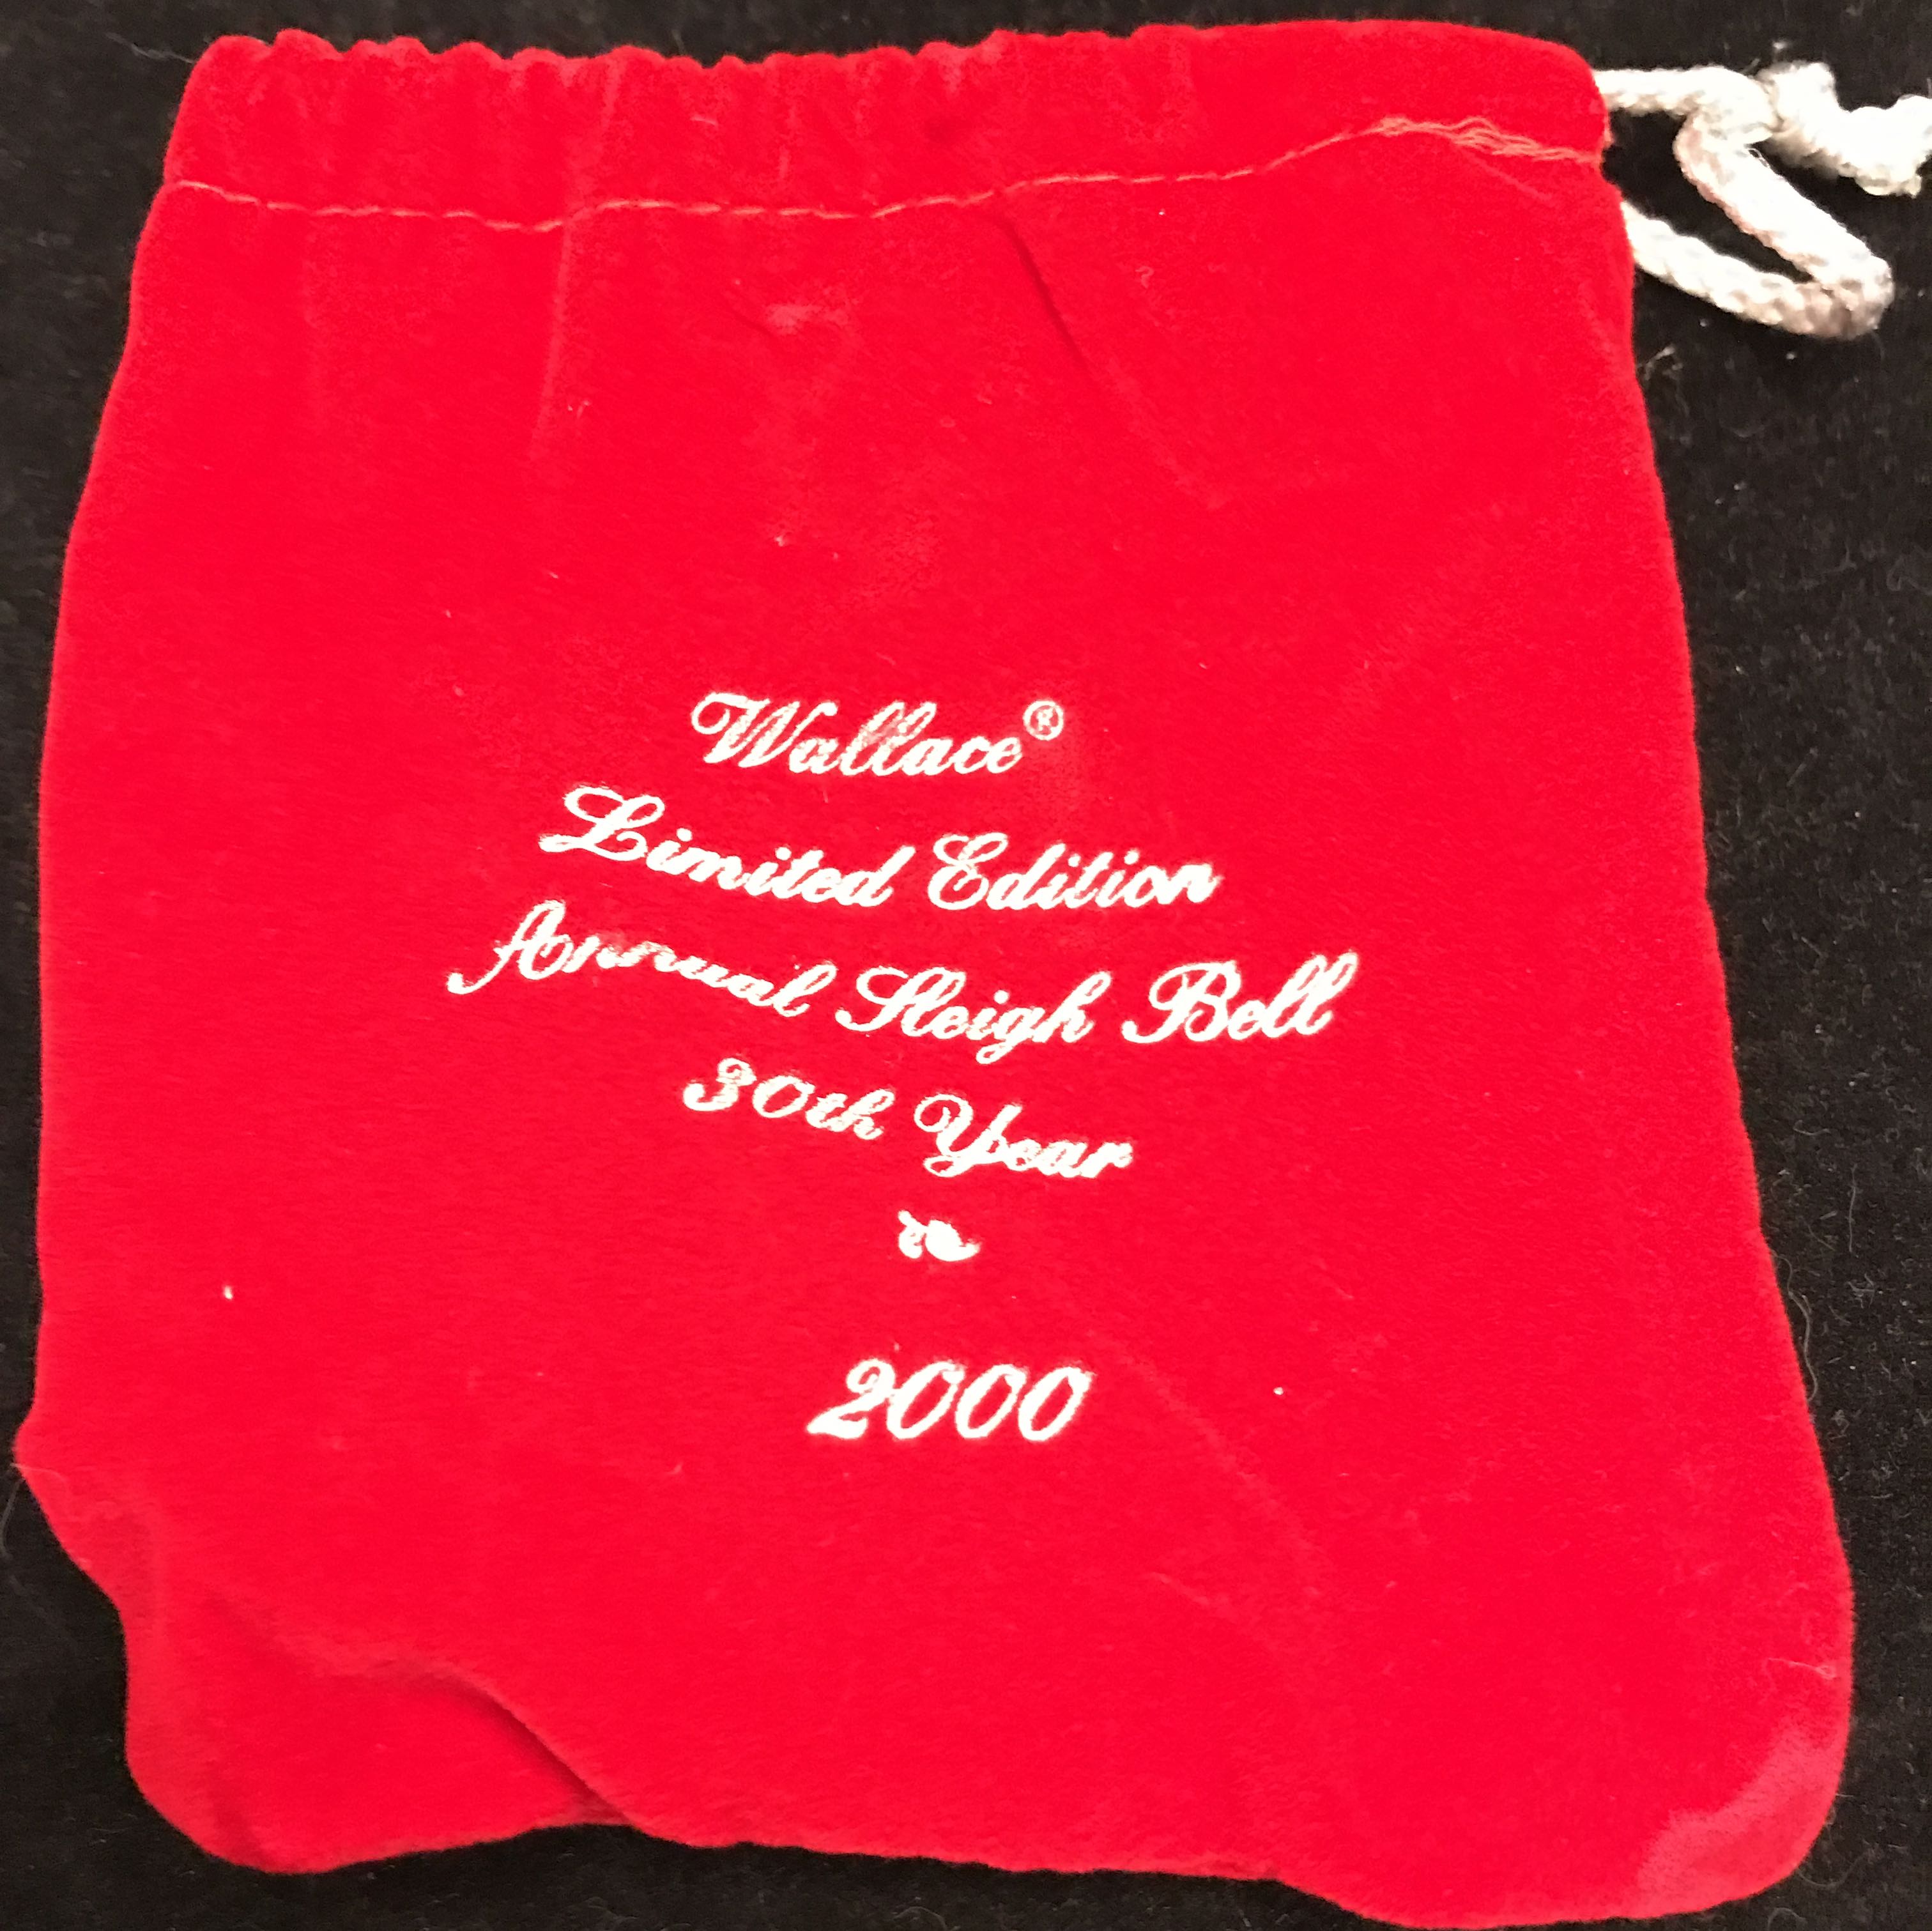 Wallace®
Limited Edition
Annual Sleigh Bell
30th Year
2000